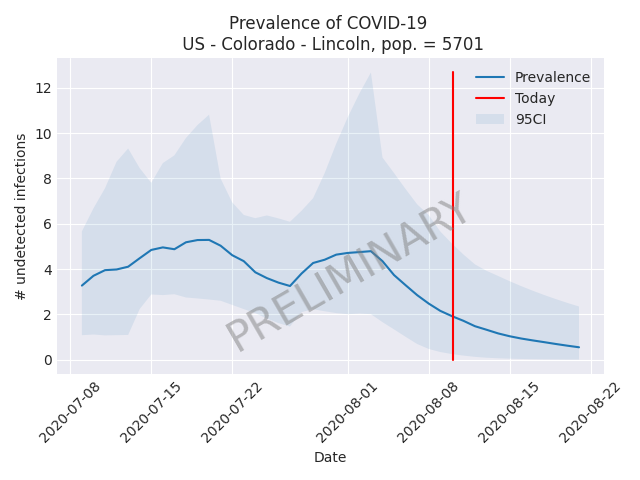 Prevalence of COVID-19
US - Colorado - Lincoln, pop. = 5701
# undetected infections
12
10
8
6
4
2
0
Prevalence
Today
95CI
PRELIMINARY
2020-07-08
2020-07-15
2020-07-22
2020-08-01
2020-08-08
2020-08-15
2020-08-22
Date